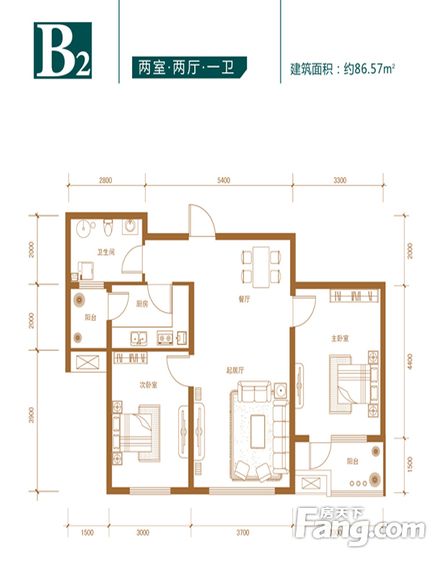 B2
两室·两厅·一卫
建筑面积：约86.57m²
2800 5400 3300
2000 2000 3900
2000 4400 1500
卫生间
厨房
阳台
餐厅
主卧室
起居厅
次卧室
阳台
1500 3000 3700
房天下
Fang.com